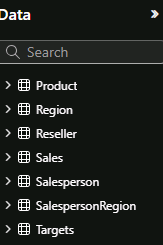 Data
Search
Product
Region
Reseller
Sales
Salesperson
SalespersonRegion
Targets